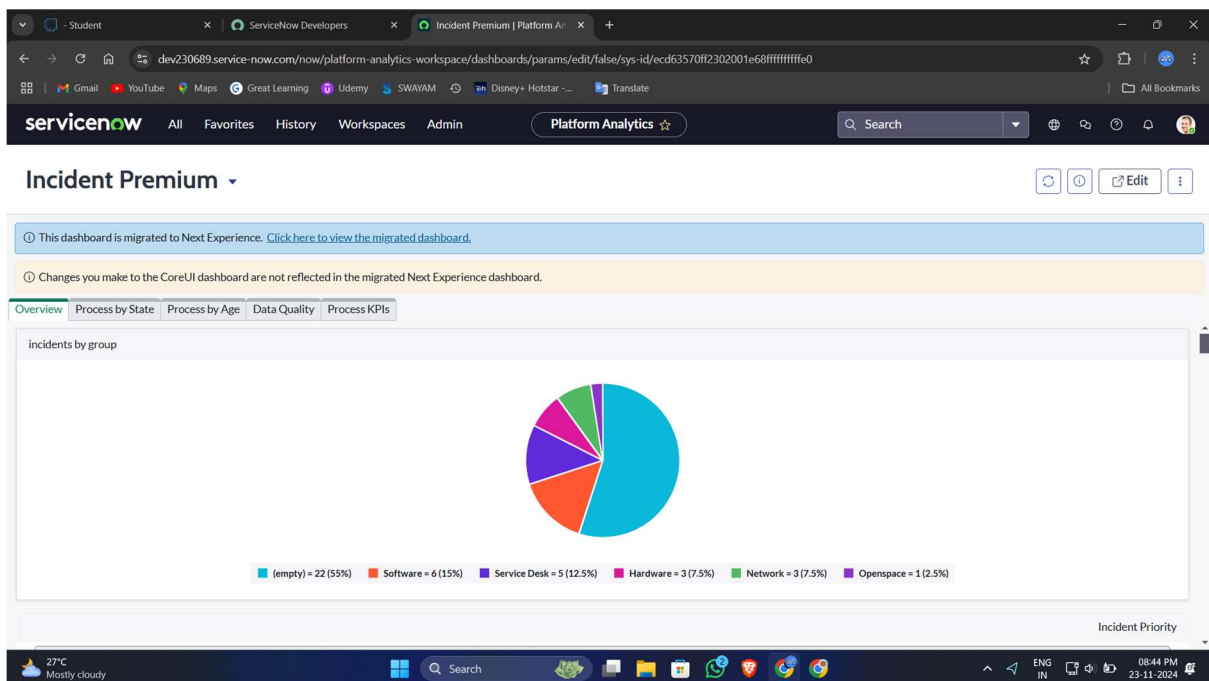 - Student
ServiceNow Developers
Incident Premium | Platform An
dev230689.service-now.com/now/platform-analytics-workspace/dashboards/params/edit/false/sys-id/ecd63570ff2302001e68ffffffffffe0
Gmail YouTube Maps Great Learning Udemy SWAYAM Disney+ Hotstar -... Translate All Bookmarks
servicenow All Favorites History Workspaces Admin Platform Analytics Search
Incident Premium
Edit
This dashboard is migrated to Next Experience. Click here to view the migrated dashboard.
Changes you make to the CoreUI dashboard are not reflected in the migrated Next Experience dashboard.
Overview Process by State Process by Age Data Quality Process KPIs
incidents by group
(empty) = 22 (55%) Software = 6 (15%) Service Desk = 5 (12.5%) Hardware = 3 (7.5%) Network = 3 (7.5%) Openspace = 1 (2.5%)
Incident Priority
27°C
Mostly cloudy
Search
2
ENG
IN
08:44 PM
23-11-2024